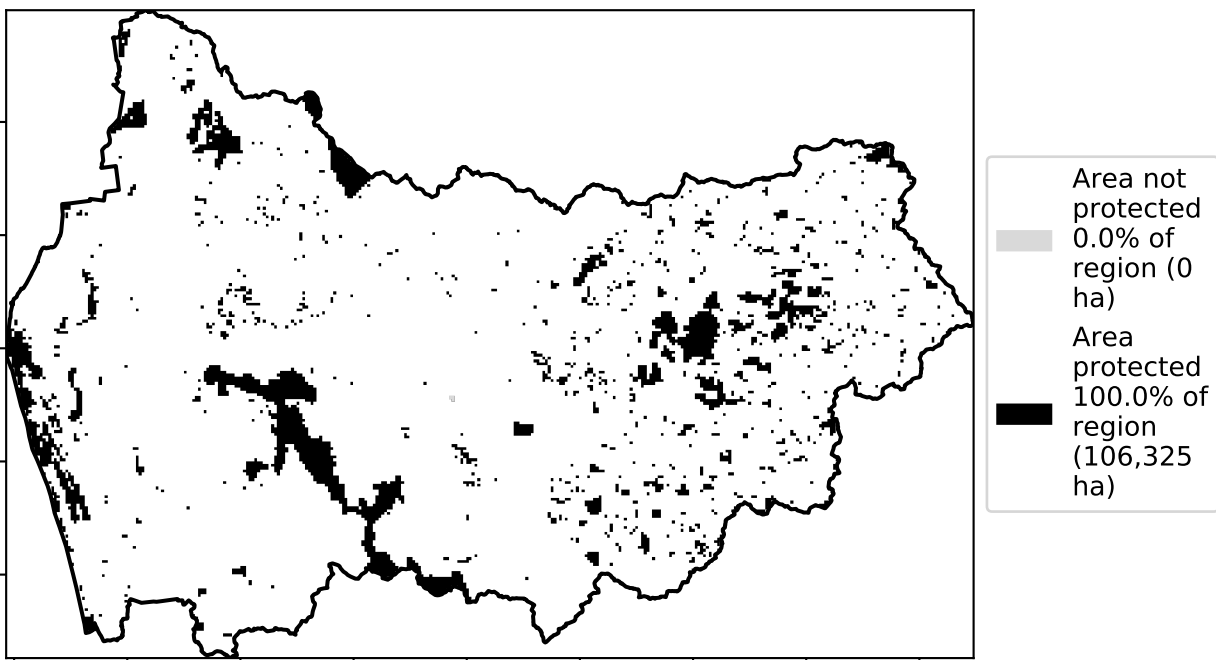 Area not
protected
0.0% of
region (0
ha)
Area
protected
100.0% of
region
(106,325
ha)